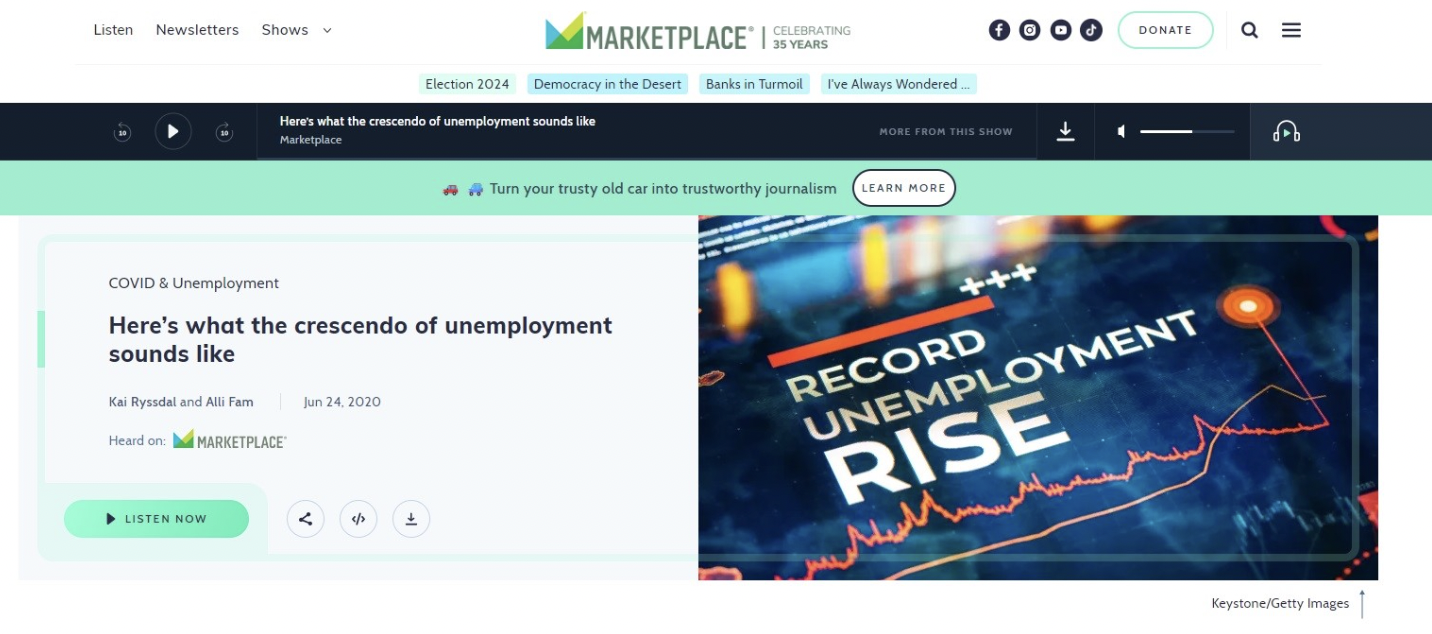 Listen Newsletters Shows
MARKETPLACE® | CELEBRATING 35 YEARS
DONATE
Election 2024 Democracy in the Desert Banks in Turmoil I've Always Wondered ...
10 10
Here's what the crescendo of unemployment sounds like
Marketplace
MORE FROM THIS SHOW
Turn your trusty old car into trustworthy journalism LEARN MORE
COVID & Unemployment
Here's what the crescendo of unemployment
sounds like
Kai Ryssdal and Alli Fam Jun 24, 2020
Heard on: MARKETPLACE®
LISTEN NOW
+++
RECORD
UNEMPLOYMENT
RISE
Keystone/Getty Images